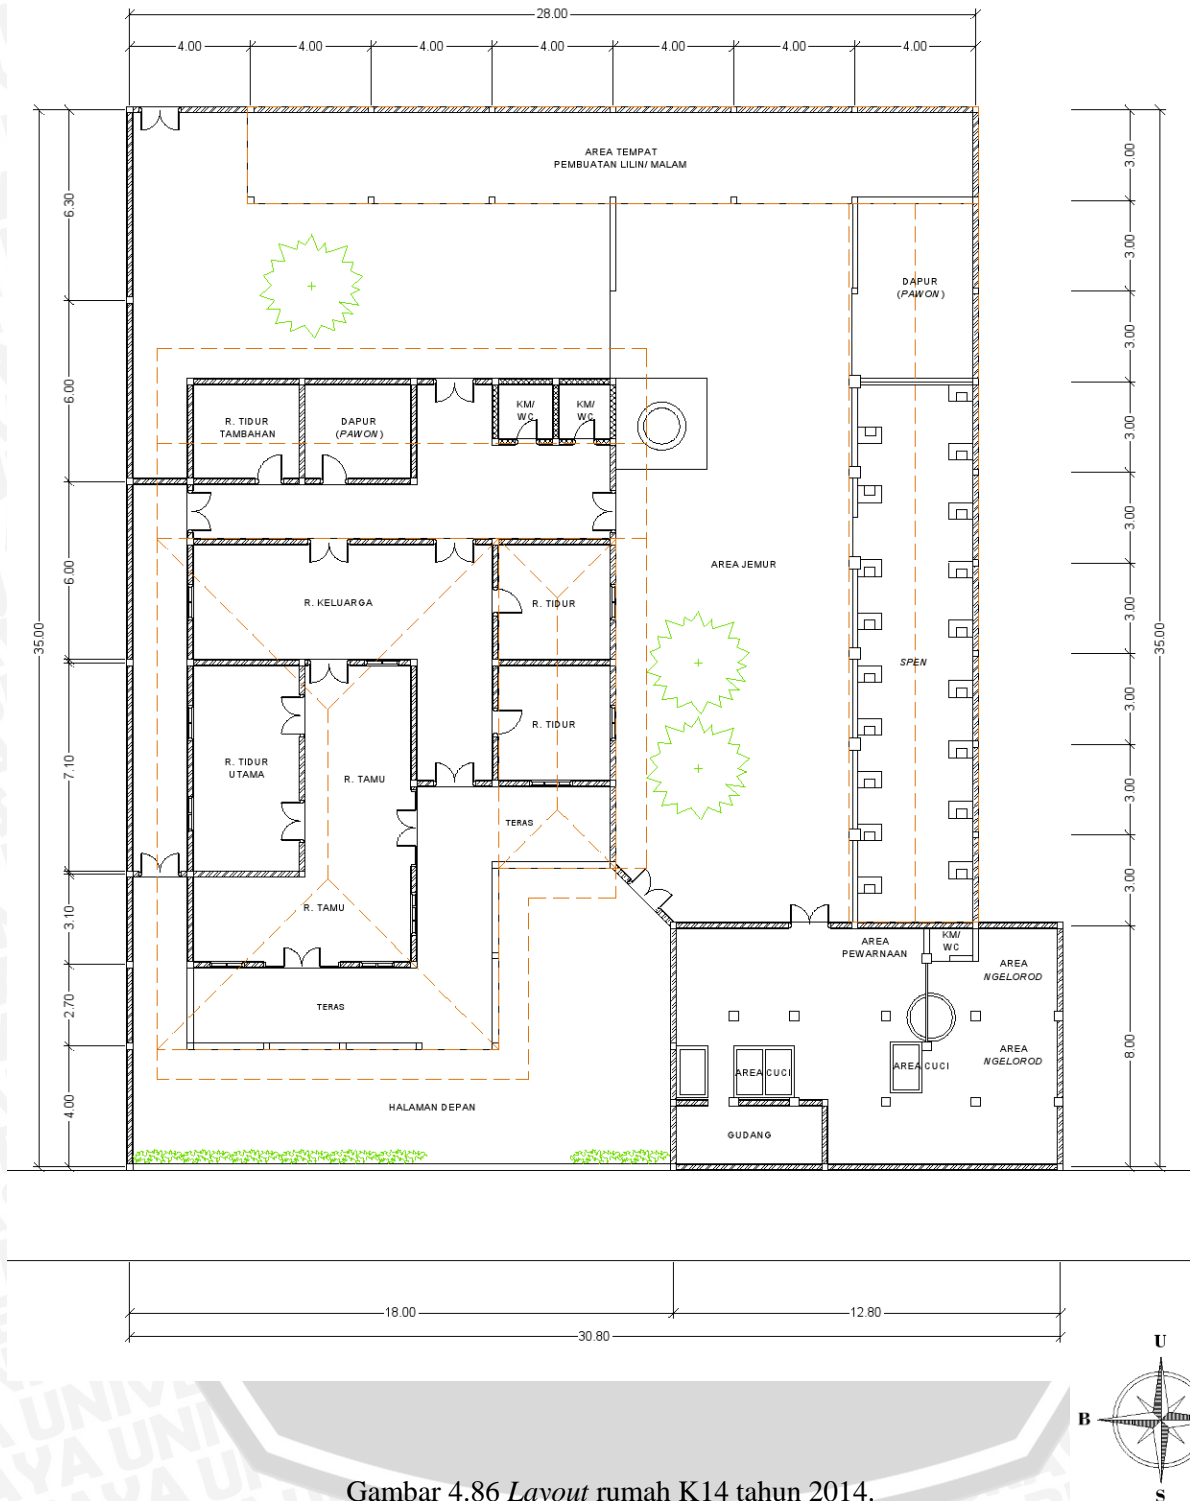 28.00
4.00 4.00 4.00 4.00 4.00 4.00 4.00
AREA TEMPAT
PEMBUATAN LILIN/ MALAM
3.00
6.30
3.00
DAPUR
(PAWON)
3.00
6.00
R. TIDUR
TAMBAHAN
DAPUR
(PAWON)
KM/
WC
KM/
WC
3.00
3.00
6.00
AREA JEMUR
R. KELUARGA
R. TIDUR
3.00
35.00
35.00
SPEN
3.00
R. TIDUR
R. TIDUR
UTAMA
7.10
R. TAMU
TERAS
3.00
3.00
3.10
R. TAMU
AREA
PEWARNAAN
KM/
WC
AREA
NGELOROD
2.70
TERAS
AREA
NGELOROD
8.00
AREA CUCI
AREA CUCI
4.00
HALAMAN DEPAN
GUDANG
18.00
12.80
30.80
U
B
S
Gambar 4.86 Layout rumah K14 tahun 2014.